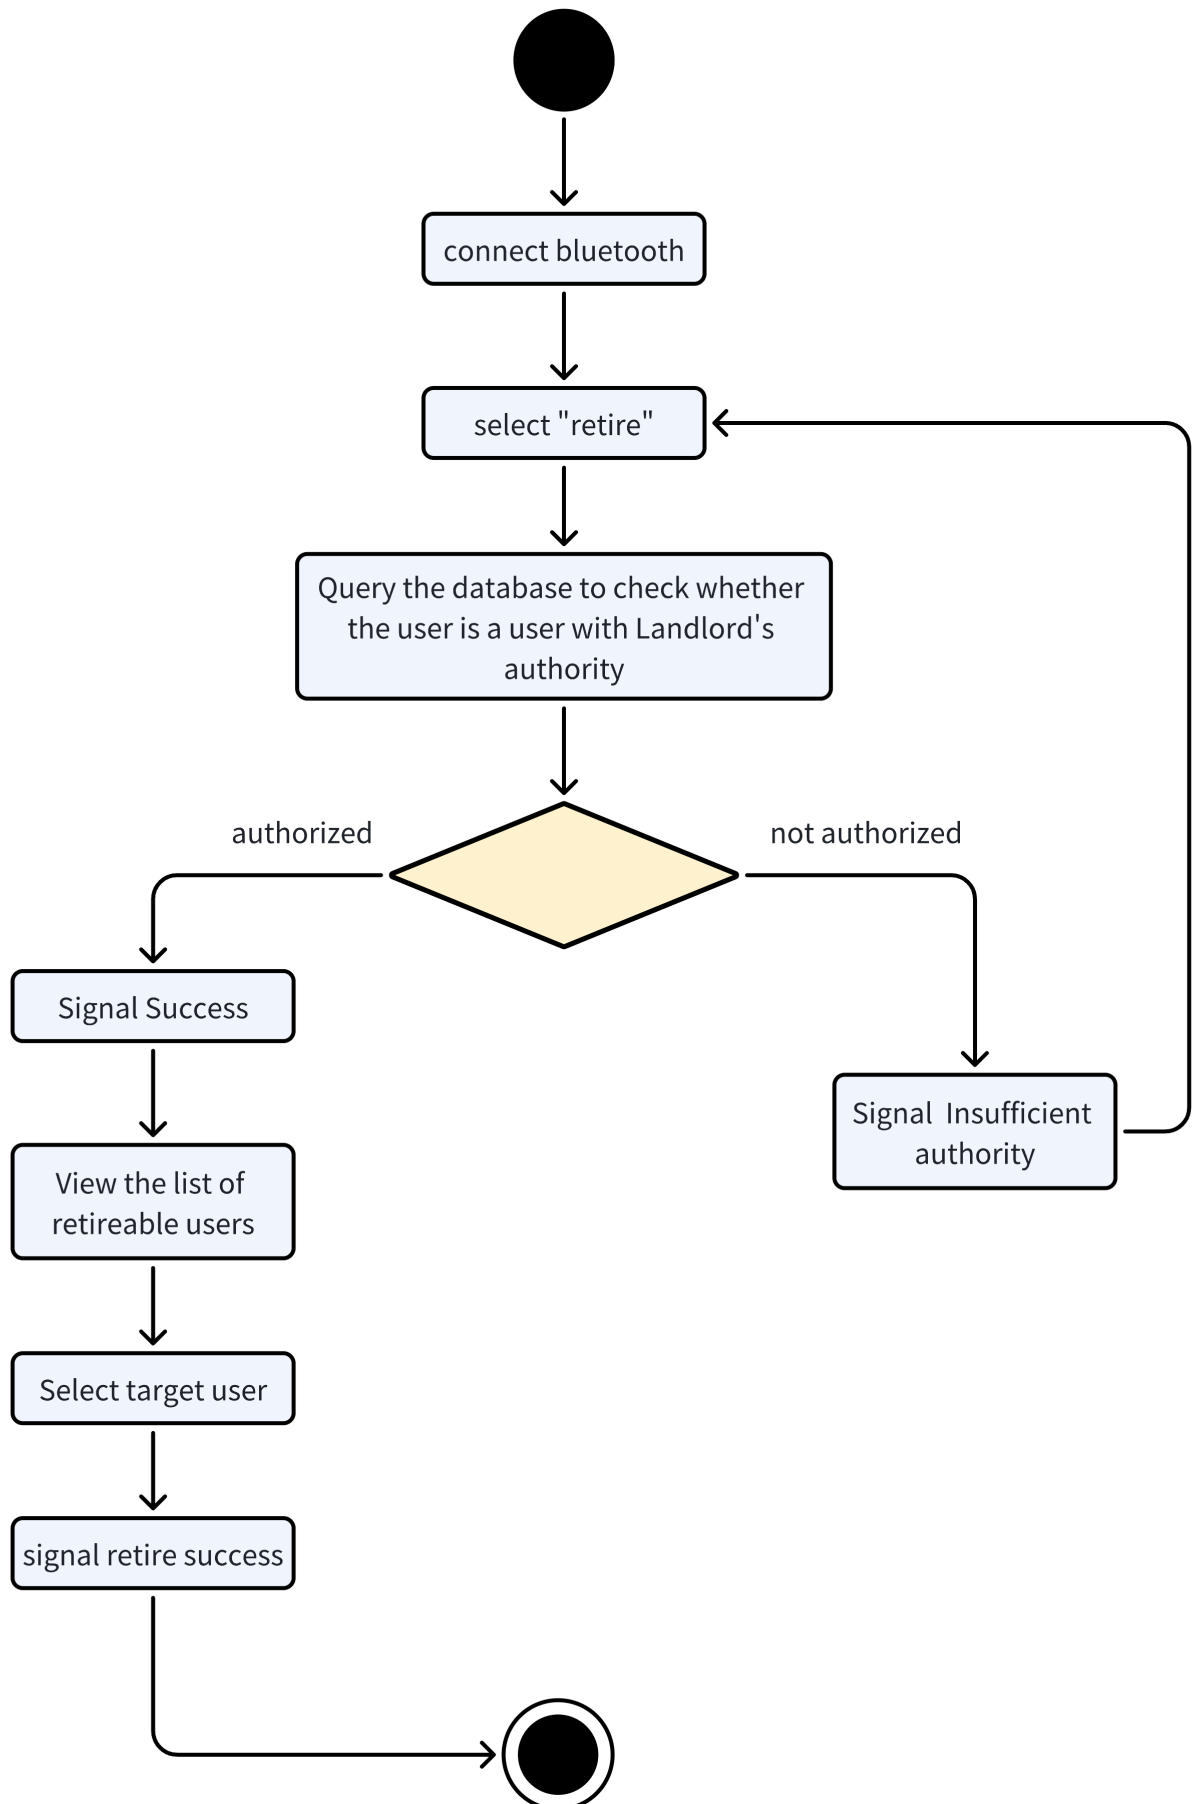 connect bluetooth
select "retire"
Query the database to check whether
the user is a user with Landlord's
authority
authorized
not authorized
Signal Success
Signal  Insufficient
authority
View the list of
retireable users
Select target user
signal retire success